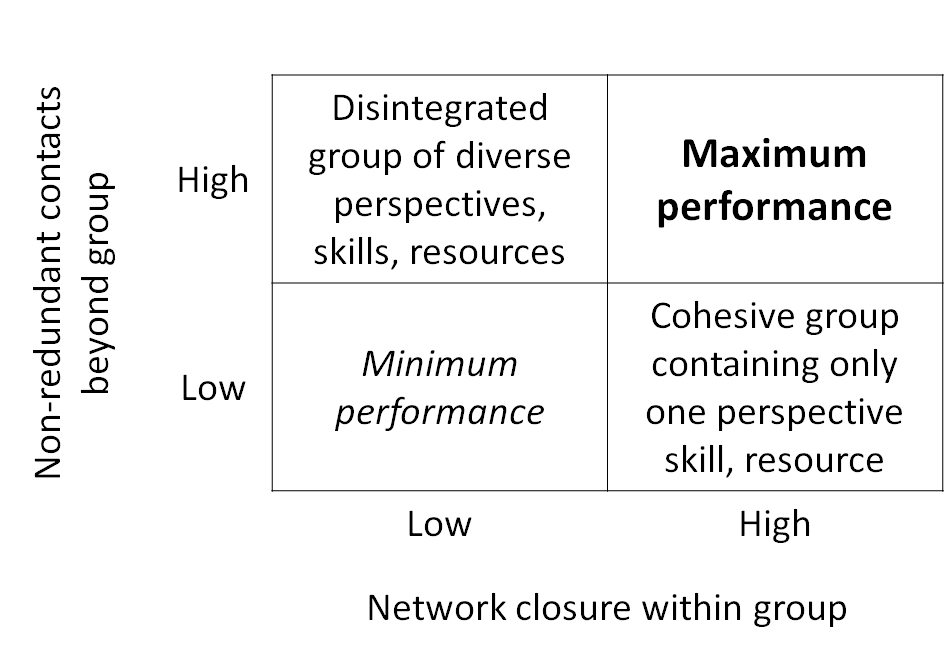 Non-redundant contacts
beyond group
High
Disintegrated
group of diverse
perspectives,
skills, resources
Maximum
performance
Low
Minimum
performance
Cohesive group
containing only
one perspective
skill, resource
Low
High
Network closure within group